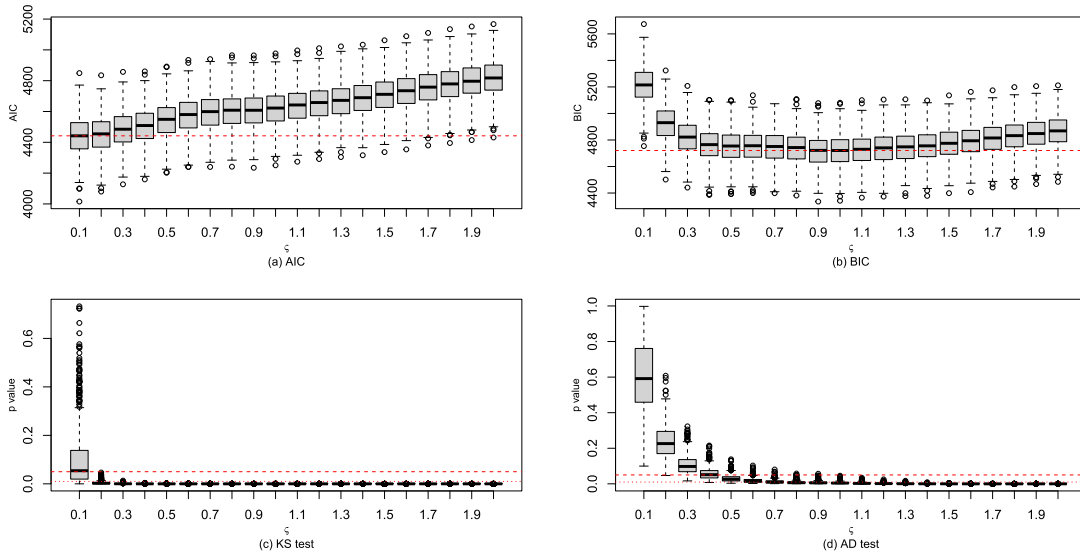 AIC
4000 4400 4800 5200
0.1 0.3 0.5 0.7 0.9 1.1 1.3 1.5 1.7 1.9
ς
(a) AIC
BIC
4400 4800 5200 5600
0.1 0.3 0.5 0.7 0.9 1.1 1.3 1.5 1.7 1.9
ς
(b) BIC
p value
0.0 0.2 0.4 0.6
0.1 0.3 0.5 0.7 0.9 1.1 1.3 1.5 1.7 1.9
ς
(c) KS test
p value
0.0 0.2 0.4 0.6 0.8 1.0
0.1 0.3 0.5 0.7 0.9 1.1 1.3 1.5 1.7 1.9
ς
(d) AD test